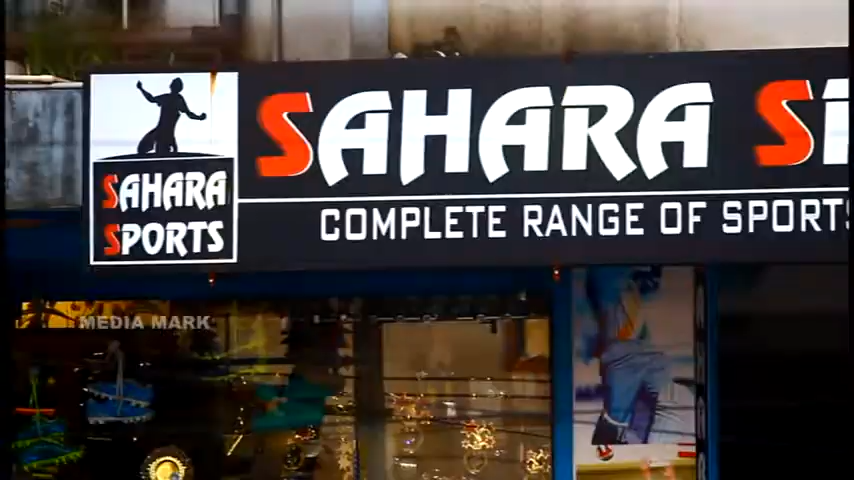 SAHARA S
SAHARA
SPORTS
COMPLETE RANGE OF SPORTS
MEDIA MARK